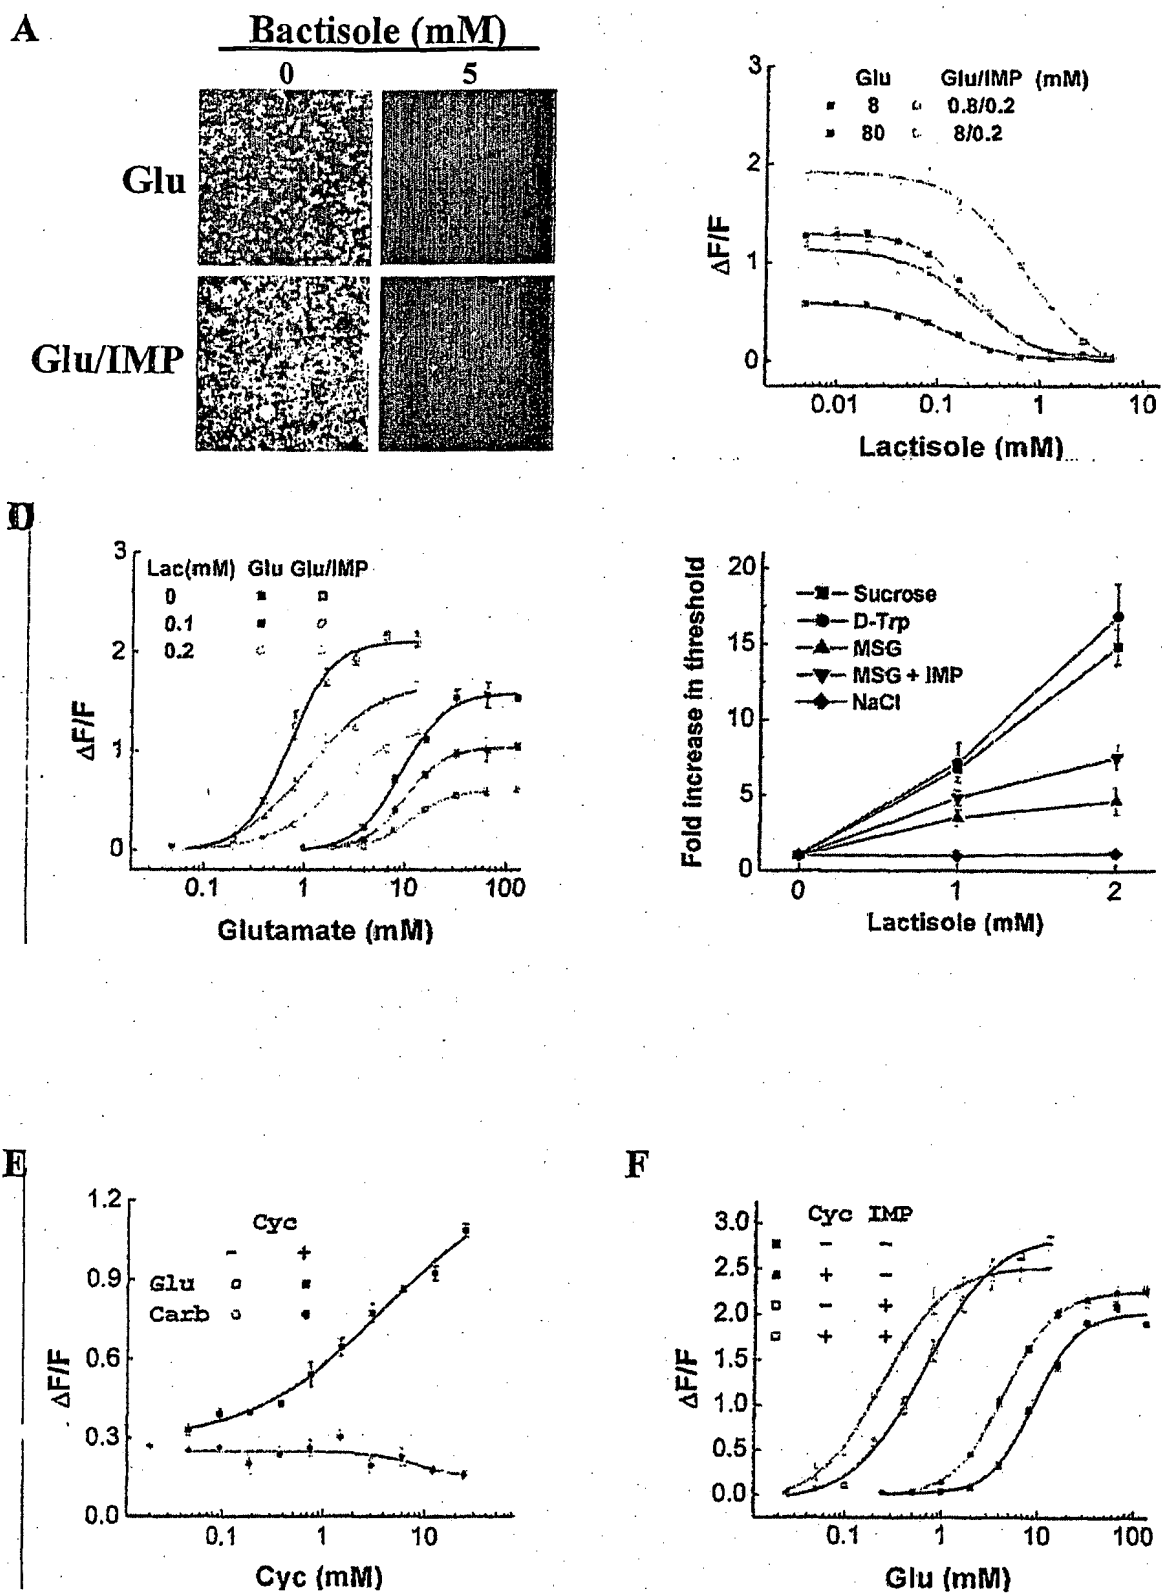 A
Bactisole (mM)
0 5
Glu
Glu/IMP
3
2
1
0
ΔF/F
Glu Glu/IMP (mM)
8 0.8/0.2
80 8/0.2
0.01 0.1 1 10
Lactisole (mM)
D
3
2
1
0
ΔF/F
Lac(mM) Glu Glu/IMP
0
0.1
0.2
0.1 1 10 100
Glutamate (mM)
20
15
10
5
0
Fold increase in threshold
Sucrose
D-Trp
MSG
MSG + IMP
NaCl
0 1 2
Lactisole (mM)
E
1.2
0.9
0.6
0.3
0.0
ΔF/F
Cyc
- +
Glu
Carb
0.1 1 10
Cyc (mM)
F
3.0
2.5
2.0
1.5
1.0
0.5
0.0
ΔF/F
Cyc IMP
- -
+ -
- +
+ +
0.1 1 10 100
Glu (mM)